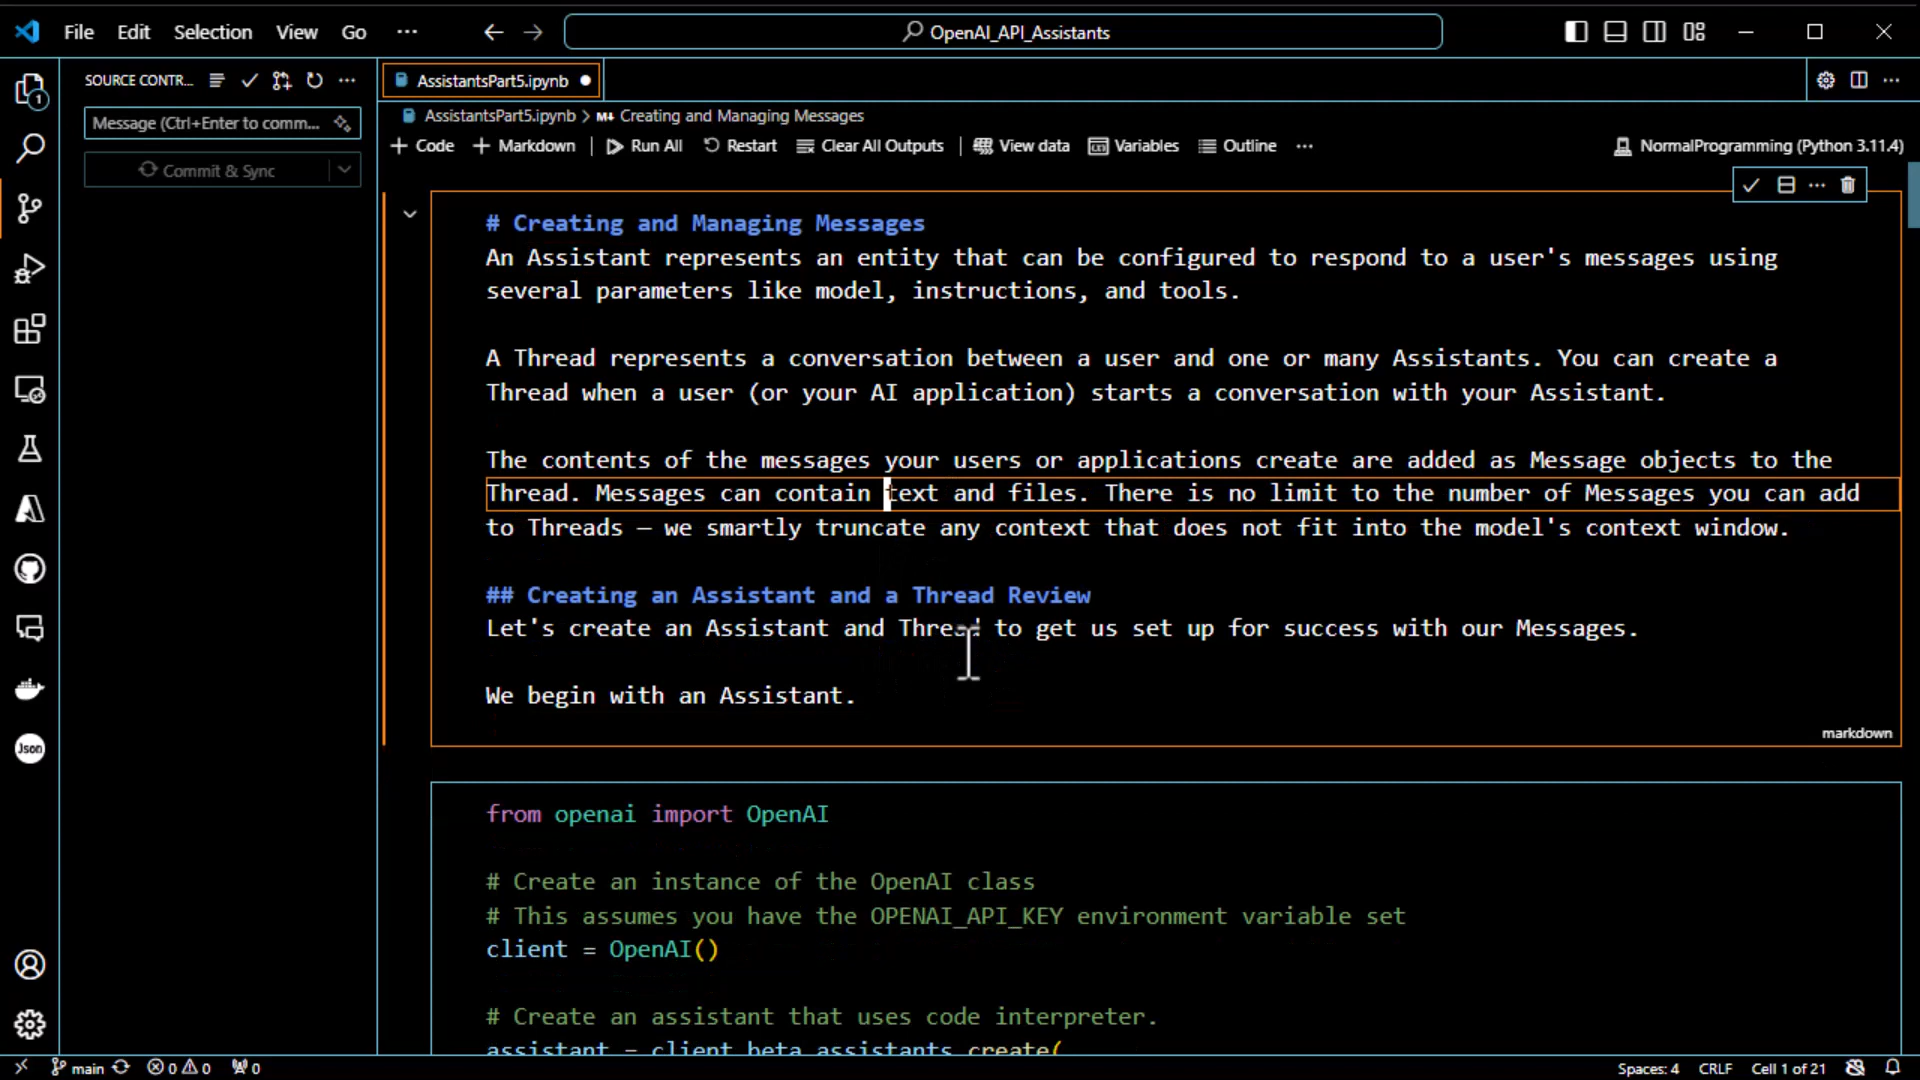 File Edit Selection View Go ···
OpenAI_API_Assistants
SOURCE CONTR...
AssistantsPart5.ipynb
1
Message (Ctrl+Enter to comm...
AssistantsPart5.ipynb > M↓ Creating and Managing Messages
+ Code + Markdown | Run All Restart Clear All Outputs | View data Variables Outline ···
NormalProgramming (Python 3.11.4)
Commit & Sync
# Creating and Managing Messages
An Assistant represents an entity that can be configured to respond to a user's messages using
several parameters like model, instructions, and tools.
A Thread represents a conversation between a user and one or many Assistants. You can create a
Thread when a user (or your AI application) starts a conversation with your Assistant.
The contents of the messages your users or applications create are added as Message objects to the
Thread. Messages can contain text and files. There is no limit to the number of Messages you can add
to Threads — we smartly truncate any context that does not fit into the model's context window.
## Creating an Assistant and a Thread Review
Let's create an Assistant and Thread to get us set up for success with our Messages.
We begin with an Assistant.
markdown
Json
from openai import OpenAI
# Create an instance of the OpenAI class
# This assumes you have the OPENAI_API_KEY environment variable set
client = OpenAI()
# Create an assistant that uses code interpreter.
assistant = client.beta.assistants.create(
main 0 0 0
Spaces: 4 CRLF Cell 1 of 21